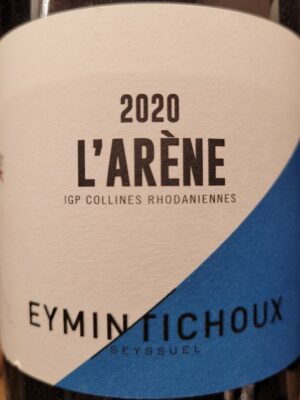 2020
L'ARÈNE
IGP COLLINES RHODANIENNES
EYMIN TICHOUX
SEYSSUEL